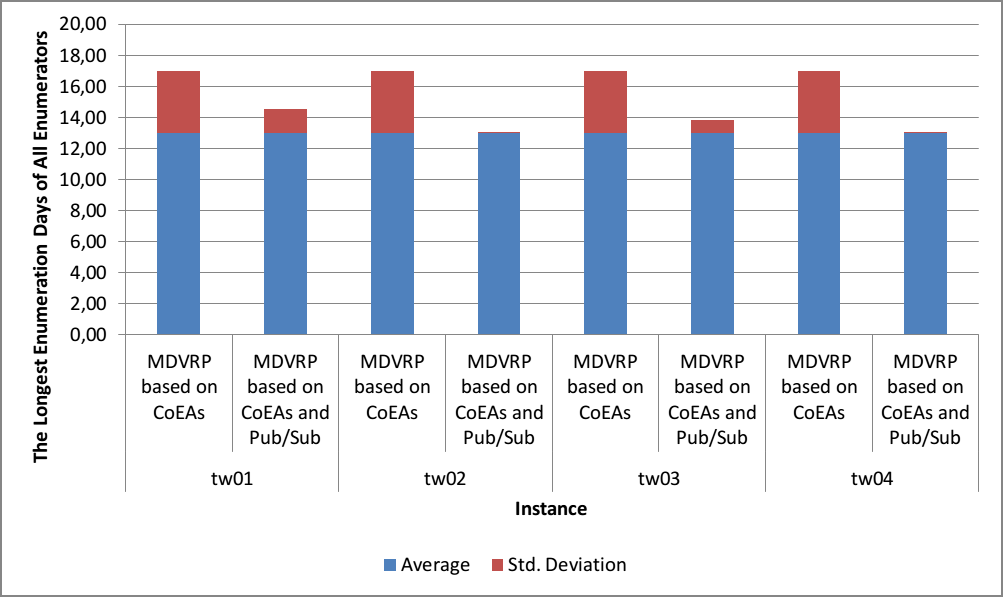 The Longest Enumeration Days of All Enumerators
20,00
18,00
16,00
14,00
12,00
10,00
8,00
6,00
4,00
2,00
0,00
MDVRP
based on
CoEAs
MDVRP
based on
CoEAs and
Pub/Sub
MDVRP
based on
CoEAs
MDVRP
based on
CoEAs and
Pub/Sub
MDVRP
based on
CoEAs
MDVRP
based on
CoEAs and
Pub/Sub
MDVRP
based on
CoEAs
MDVRP
based on
CoEAs and
Pub/Sub
tw01
tw02
tw03
tw04
Instance
Average
Std. Deviation